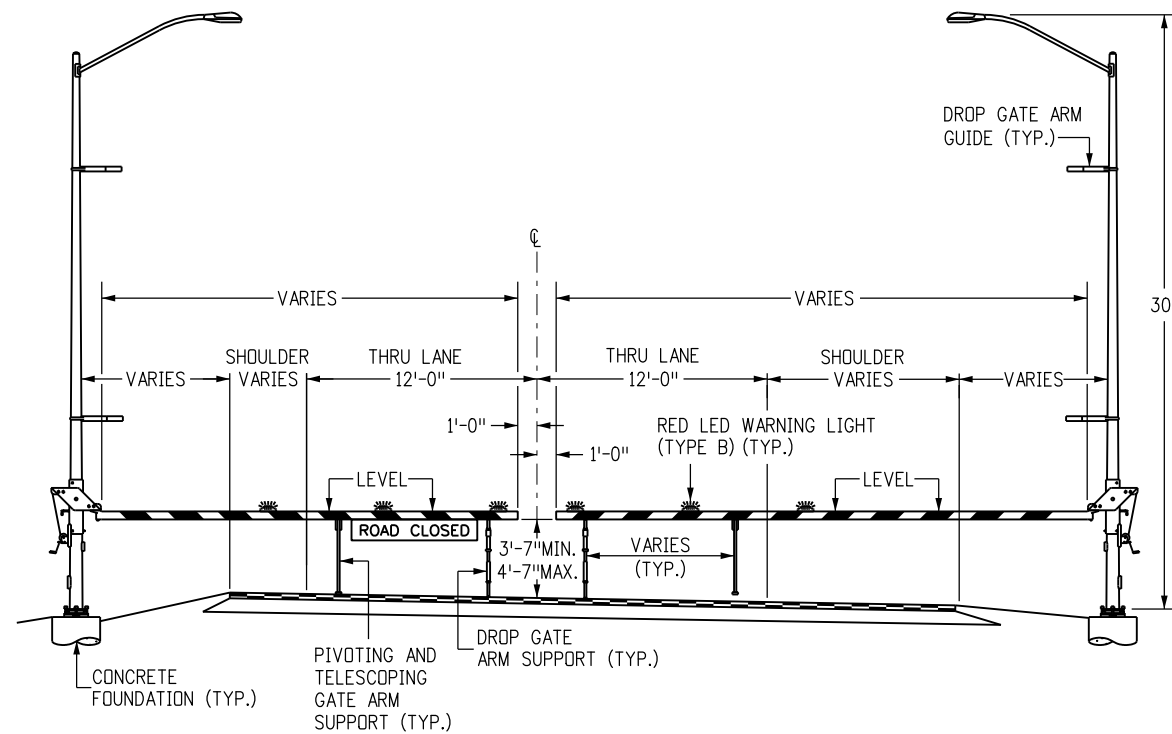 DROP GATE ARM
GUIDE (TYP.)
℄
30
VARIES
VARIES
VARIES
SHOULDER
VARIES
THRU LANE
12'-0"
THRU LANE
12'-0"
SHOULDER
VARIES
VARIES
1'-0"
1'-0"
RED LED WARNING LIGHT
(TYPE B) (TYP.)
LEVEL
LEVEL
ROAD CLOSED
3'-7"MIN.
4'-7"MAX.
VARIES
(TYP.)
CONCRETE
FOUNDATION (TYP.)
PIVOTING AND
TELESCOPING
GATE ARM
SUPPORT (TYP.)
DROP GATE
ARM SUPPORT (TYP.)